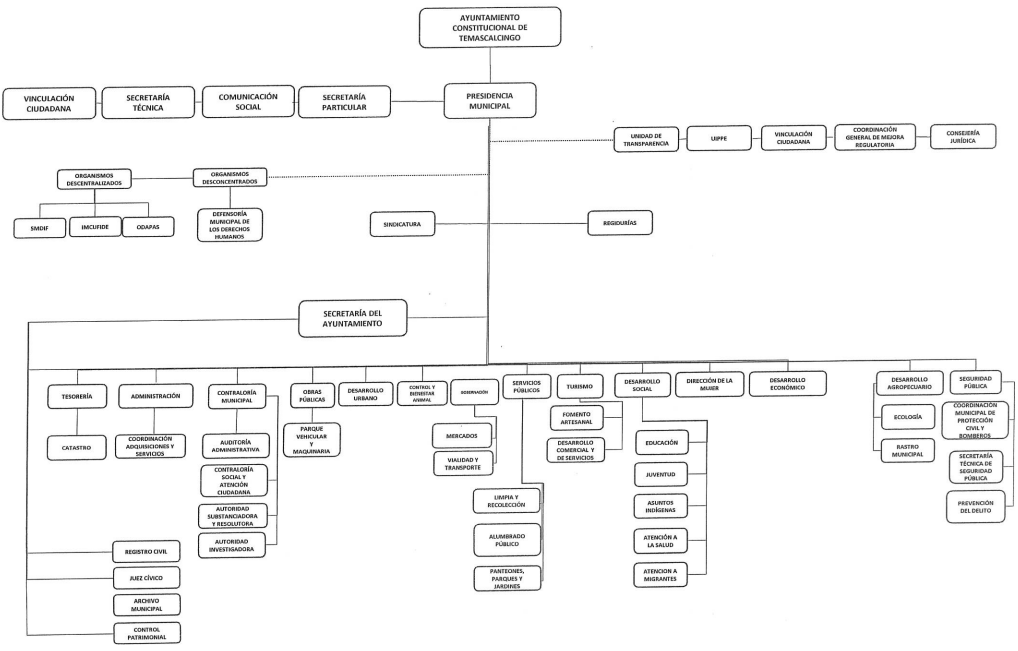 AYUNTAMIENTO
CONSTITUCIONAL DE
TEMASCALCINGO
VINCULACIÓN
CIUDADANA
SECRETARÍA
TÉCNICA
COMUNICACIÓN
SOCIAL
SECRETARÍA
PARTICULAR
PRESIDENCIA
MUNICIPAL
UNIDAD DE
TRANSPARENCIA
UIPPE
VINCULACIÓN
CIUDADANA
COORDINACIÓN
GENERAL DE MEJORA
REGULATORIA
CONSEJERÍA
JURÍDICA
ORGANISMOS
DESCENTRALIZADOS
ORGANISMOS
DESCONCENTRADOS
SMDIF
IMCUFIDE
ODAPAS
DEFENSORÍA
MUNICIPAL DE
LOS DERECHOS
HUMANOS
SINDICATURA
REGIDURÍAS
SECRETARÍA DEL
AYUNTAMIENTO
TESORERÍA
ADMINISTRACIÓN
CONTRALORÍA
MUNICIPAL
OBRAS
PÚBLICAS
DESARROLLO
URBANO
CONTROL Y
BIENESTAR
ANIMAL
GOBERNACIÓN
SERVICIOS
PÚBLICOS
TURISMO
DESARROLLO
SOCIAL
DIRECCIÓN DE LA
MUJER
DESARROLLO
ECONÓMICO
DESARROLLO
AGROPECUARIO
SEGURIDAD
PÚBLICA
CATASTRO
COORDINACIÓN
ADQUISICIONES Y
SERVICIOS
AUDITORÍA
ADMINISTRATIVA
CONTRALORÍA
SOCIAL Y
ATENCIÓN
CIUDADANA
AUTORIDAD
SUBSTANCIADORA
Y RESOLUTORA
AUTORIDAD
INVESTIGADORA
PARQUE
VEHICULAR Y
MAQUINARIA
MERCADOS
VIALIDAD Y
TRANSPORTE
LIMPIA Y
RECOLECCIÓN
ALUMBRADO
PÚBLICO
PANTEONES,
PARQUES Y
JARDINES
FOMENTO
ARTESANAL
DESARROLLO
COMERCIAL Y
DE SERVICIOS
EDUCACIÓN
JUVENTUD
ASUNTOS
INDÍGENAS
ATENCIÓN A
LA SALUD
ATENCION A
MIGRANTES
ECOLOGÍA
RASTRO
MUNICIPAL
COORDINACIÓN
MUNICIPAL DE
PROTECCIÓN
CIVIL Y
BOMBEROS
SECRETARÍA
TÉCNICA DE
SEGURIDAD
PÚBLICA
PREVENCIÓN
DEL DELITO
REGISTRO CIVIL
JUEZ CÍVICO
ARCHIVO
MUNICIPAL
CONTROL
PATRIMONIAL